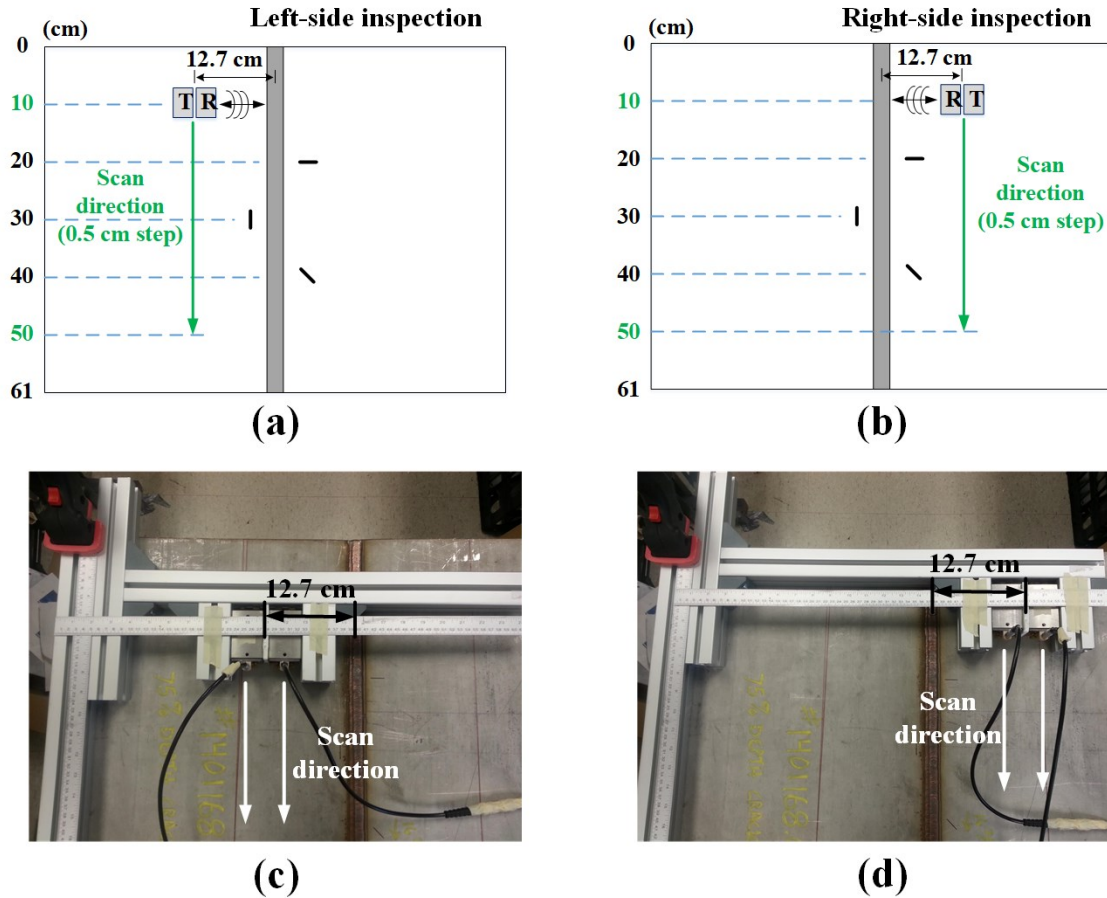 (cm)
Left-side inspection
0
12.7 cm
10
T R
20
Scan
direction
(0.5 cm step)
30
40
50
61
(a)
(cm)
Right-side inspection
0
12.7 cm
10
R T
20
Scan
direction
(0.5 cm step)
30
40
50
61
(b)
12.7 cm
Scan
direction
(c)
12.7 cm
Scan
direction
(d)